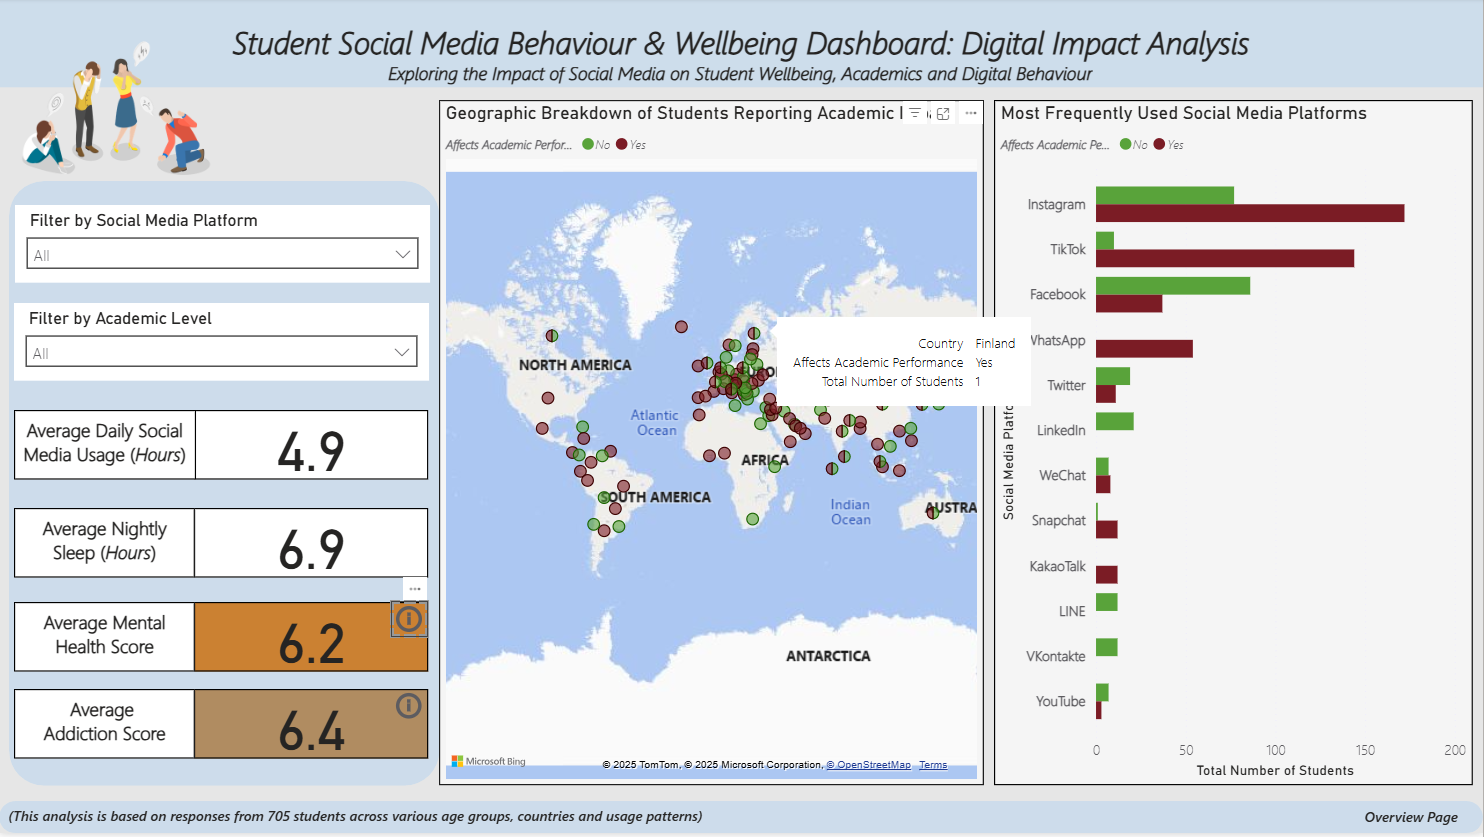 Student Social Media Behaviour & Wellbeing Dashboard: Digital Impact Analysis
Exploring the Impact of Social Media on Student Wellbeing, Academics and Digital Behaviour
Filter by Social Media Platform
All
Filter by Academic Level
All
Average Daily Social
Media Usage (Hours)
4.9
Average Nightly
Sleep (Hours)
6.9
Average Mental
Health Score
6.2
Average
Addiction Score
6.4
Geographic Breakdown of Students Reporting Academic
Affects Academic Perfor... No Yes
NORTH AMERICA
Atlantic
Ocean
AFRICA
SOUTH AMERICA
Indian
Ocean
AUSTRA
ANTARCTICA
Country Finland
Affects Academic Performance Yes
Total Number of Students 1
Microsoft Bing
© 2025 TomTom, © 2025 Microsoft Corporation, © OpenStreetMap Terms
Most Frequently Used Social Media Platforms
Affects Academic Pe... No Yes
Social Media Platf
Instagram
TikTok
Facebook
WhatsApp
Twitter
LinkedIn
WeChat
Snapchat
KakaoTalk
LINE
VKontakte
YouTube
0 50 100 150 200
Total Number of Students
(This analysis is based on responses from 705 students across various age groups, countries and usage patterns)
Overview Page